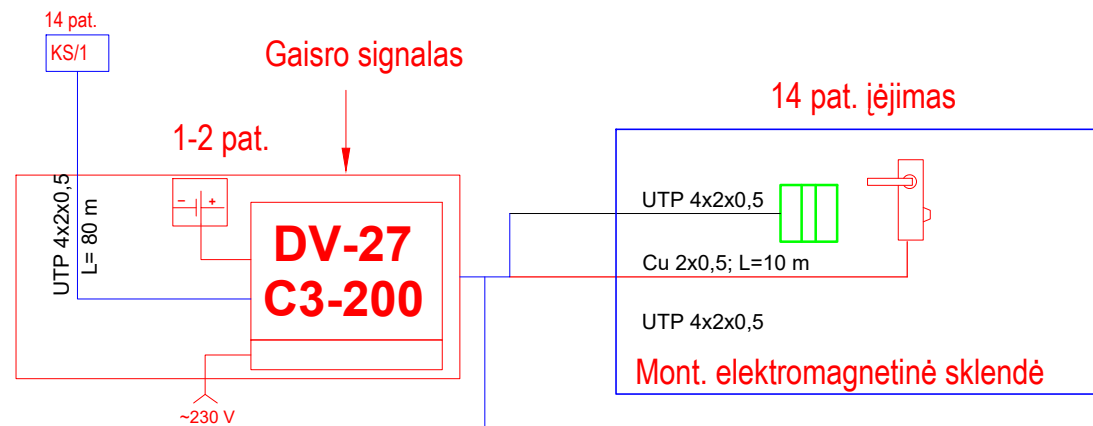 14 pat.
KS/1
Gaisro signalas
1-2 pat.
UTP 4x2x0,5
L= 80 m
- +
DV-27
C3-200
~230 V
14 pat. įėjimas
UTP 4x2x0,5
Cu 2x0,5; L=10 m
UTP 4x2x0,5
Mont. elektromagnetinė sklendė